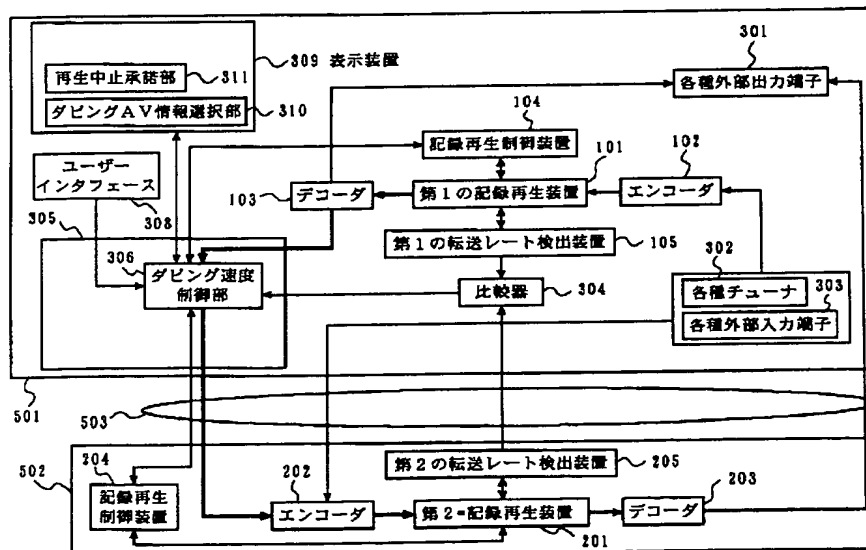 309 表示装置
再生中止承諾部
311
ダビングAV情報選択部
310
301
各種外部出力端子
104
記録再生制御装置
ユーザー
インタフェース
308
103
デコーダ
101
第1の記録再生装置
102
エンコーダ
第1の転送レート検出装置
105
305
306
ダビング速度
制御部
比較器
304
302
各種チューナ
303
各種外部入力端子
501
503
502
204
記録再生
制御装置
202
エンコーダ
第2の転送レート検出装置
205
第2=記録再生装置
201
203
デコーダ